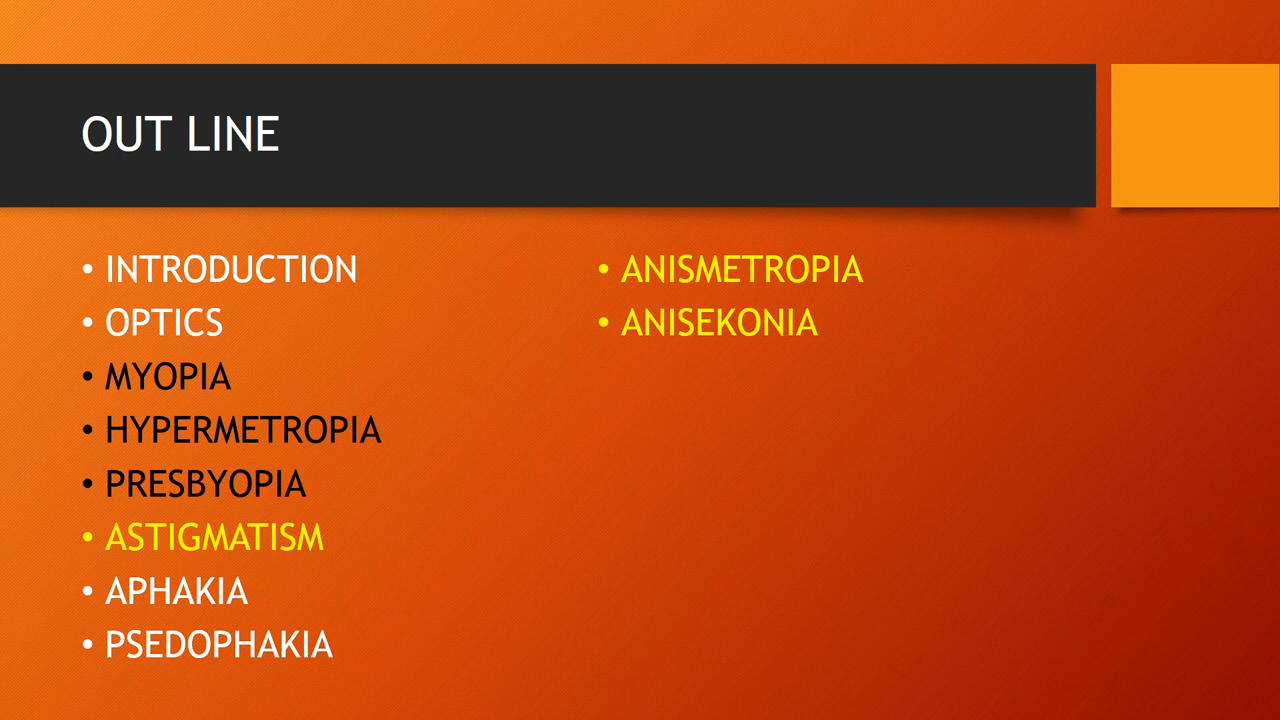 OUT LINE
• INTRODUCTION
• OPTICS
• MYOPIA
• HYPERMETROPIA
• PRESBYOPIA
• ASTIGMATISM
• APHAKIA
• PSEDOPHAKIA
• ANISMETROPIA
• ANISEKONIA